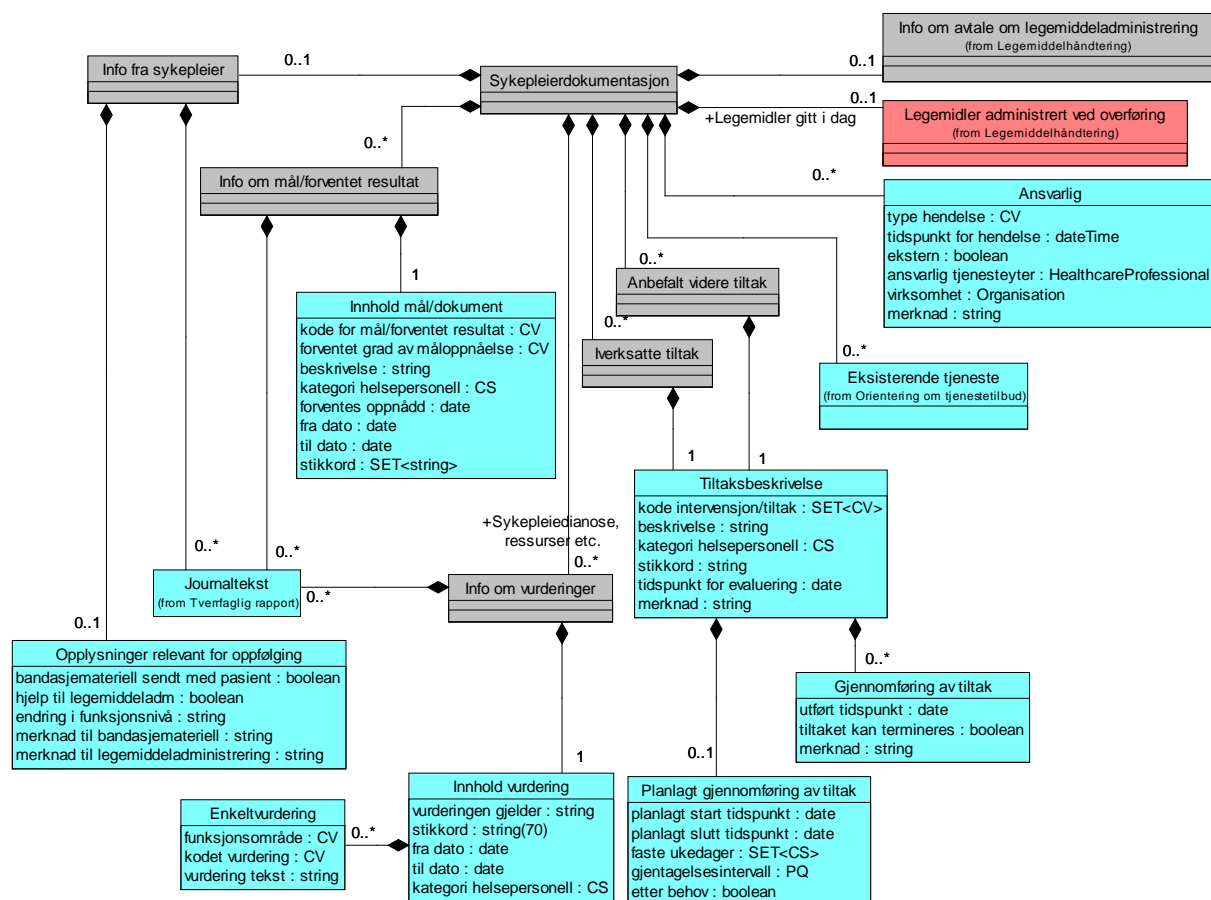 Info om avtale om legemiddeladministrering
(from Legemiddelhåndtering)
0..1
0..1
Info fra sykepleier
Sykepleierdokumentasjon
0..1
+Legemidler gitt i dag
Legemidler administrert ved overføring
(from Legemiddelhåndtering)
0..*
Info om mål/forventet resultat
0..*
Ansvarlig
type hendelse : CV
tidspunkt for hendelse : dateTime
ekstern : boolean
ansvarlig tjenesteyter : HealthcareProfessional
virksomhet : Organisation
merknad : string
1
0..*
Anbefalt videre tiltak
Innhold mål/dokument
kode for mål/forventet resultat : CV
forventet grad av måloppnåelse : CV
beskrivelse : string
kategori helsepersonell : CS
forventes oppnådd : date
fra dato : date
til dato : date
stikkord : SET<string>
0..*
Iverksatte tiltak
0..*
Eksisterende tjeneste
(from Orientering om tjenestetilbud)
1
1
Tiltaksbeskrivelse
kode intervensjon/tiltak : SET<CV>
beskrivelse : string
kategori helsepersonell : CS
stikkord : string
tidspunkt for evaluering : date
merknad : string
+Sykepleiedianose,
ressurser etc.
0..*
0..*
0..*
Journaltekst
(from Tverrfaglig rapport)
0..*
Info om vurderinger
0..1
Opplysninger relevant for oppfølging
bandasjemateriell sendt med pasient : boolean
hjelp til legemiddeladm : boolean
endring i funksjonsnivå : string
merknad til bandasjemateriell : string
merknad til legemiddeladministrering : string
0..*
Gjennomføring av tiltak
utført tidspunkt : date
tiltaket kan termineres : boolean
merknad : string
1
0..1
Innhold vurdering
vurderingen gjelder : string
stikkord : string(70)
fra dato : date
til dato : date
kategori helsepersonell : CS
Planlagt gjennomføring av tiltak
planlagt start tidspunkt : date
planlagt slutt tidspunkt : date
faste ukedager : SET<CS>
gjentagelsesintervall : PQ
etter behov : boolean
Enkeltvurdering
funksjonsområde : CV
kodet vurdering : CV
vurdering tekst : string
0..*